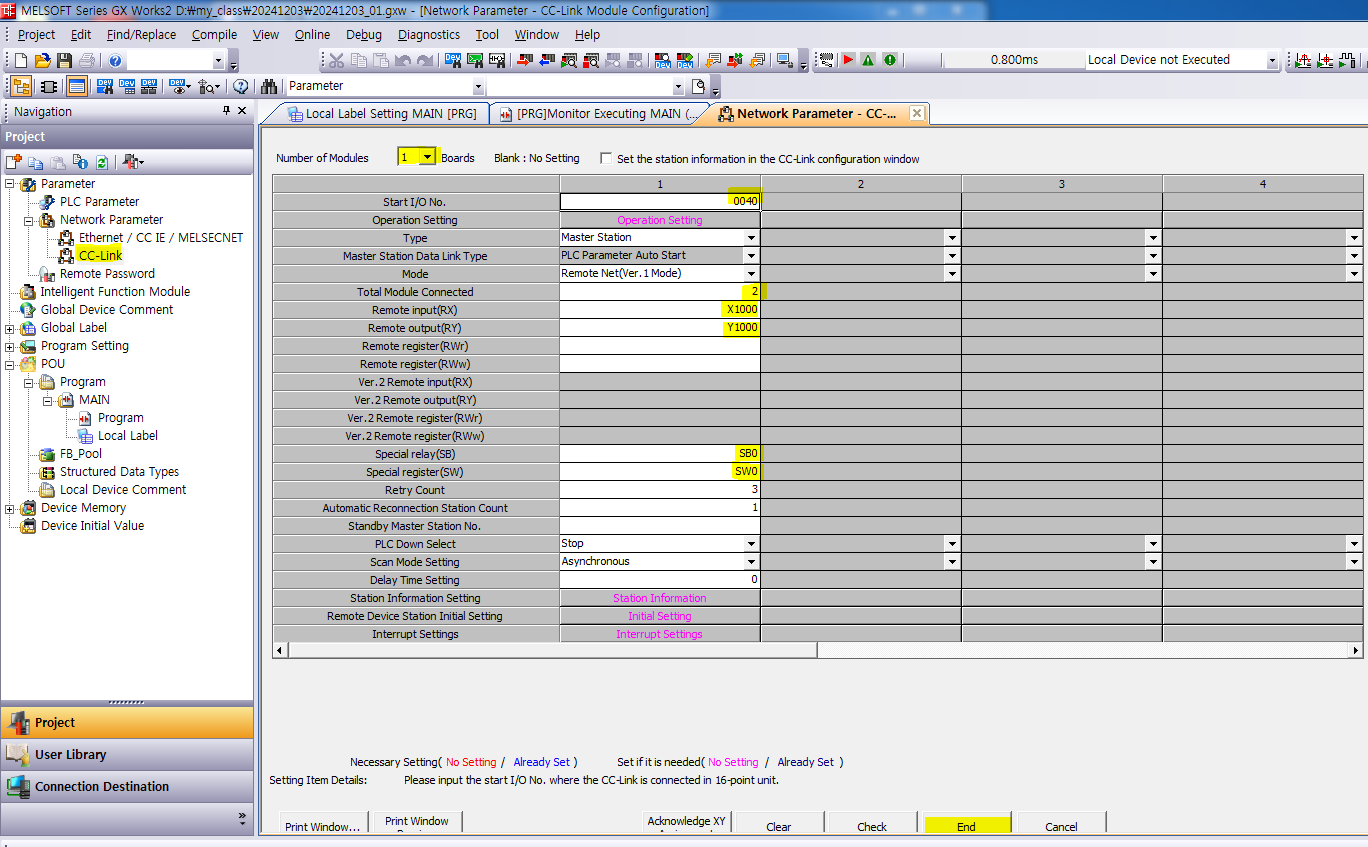 MELSOFT Series GX Works2 D:₩my_class₩20241203₩20241203_01.gxw - [Network Parameter - CC-Link Module Configuration]
Project Edit Find/Replace Compile View Online Debug Diagnostics Tool Window Help
0.800ms Local Device not Executed
Parameter
Navigation
Local Label Setting MAIN [PRG] [PRG]Monitor Executing MAIN (... Network Parameter - CC-...
Project
Parameter
PLC Parameter
Network Parameter
Ethernet / CC IE / MELSECNET
CC-Link
Remote Password
Intelligent Function Module
Global Device Comment
Global Label
Program Setting
POU
Program
MAIN
Program
Local Label
FB_Pool
Structured Data Types
Local Device Comment
Device Memory
Device Initial Value
Project
User Library
Connection Destination
Number of Modules 1 Boards Blank : No Setting Set the station information in the CC-Link configuration window
1 2 3 4
Start I/O No. 0040
Operation Setting Operation Setting
Type Master Station
Master Station Data Link Type PLC Parameter Auto Start
Mode Remote Net(Ver.1 Mode)
Total Module Connected 2
Remote input(RX) X1000
Remote output(RY) Y1000
Remote register(RWr)
Remote register(RWw)
Ver.2 Remote input(RX)
Ver.2 Remote output(RY)
Ver.2 Remote register(RWr)
Ver.2 Remote register(RWw)
Special relay(SB) SB0
Special register(SW) SW0
Retry Count 3
Automatic Reconnection Station Count 1
Standby Master Station No.
PLC Down Select Stop
Scan Mode Setting Asynchronous
Delay Time Setting 0
Station Information Setting Station Information
Remote Device Station Initial Setting Initial Setting
Interrupt Settings Interrupt Settings
Necessary Setting( No Setting / Already Set ) Set if it is needed( No Setting / Already Set )
Setting Item Details: Please input the start I/O No. where the CC-Link is connected in 16-point unit.
Print Window... Print Window Acknowledge XY Clear Check End Cancel